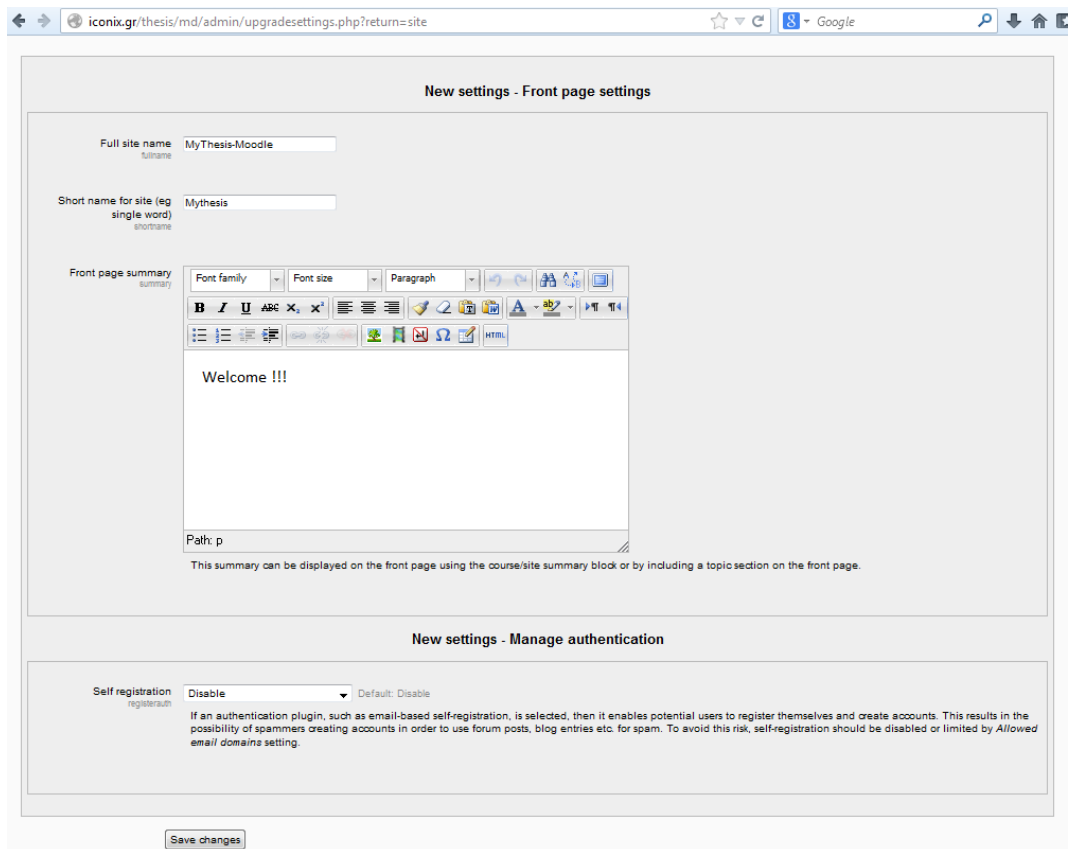 iconix.gr/thesis/md/admin/upgradesettings.php?return=site
8 Google
New settings - Front page settings
Full site name MyThesis-Moodle
fullname
Short name for site (eg Mythesis
single word)
shortname
Front page summary
summary
Font family Font size Paragraph
B I U ABC X₂ X² A ab
Ω HTML
Welcome !!!
Path: p
This summary can be displayed on the front page using the course/site summary block or by including a topic section on the front page.
New settings - Manage authentication
Self registration Disable Default: Disable
registerauth
If an authentication plugin, such as email-based self-registration, is selected, then it enables potential users to register themselves and create accounts. This results in the
possibility of spammers creating accounts in order to use forum posts, blog entries etc. for spam. To avoid this risk, self-registration should be disabled or limited by Allowed
email domains setting.
Save changes